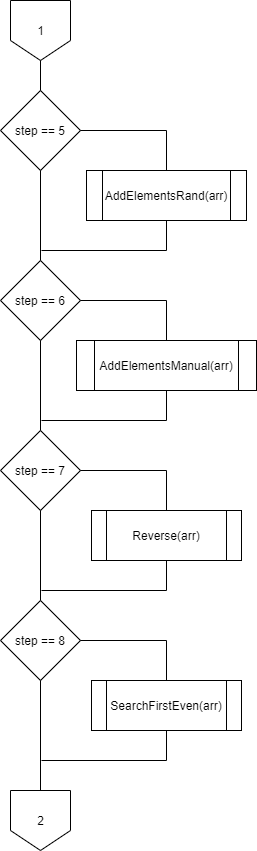 1
step == 5
AddElementsRand(arr)
step == 6
AddElementsManual(arr)
step == 7
Reverse(arr)
step == 8
SearchFirstEven(arr)
2